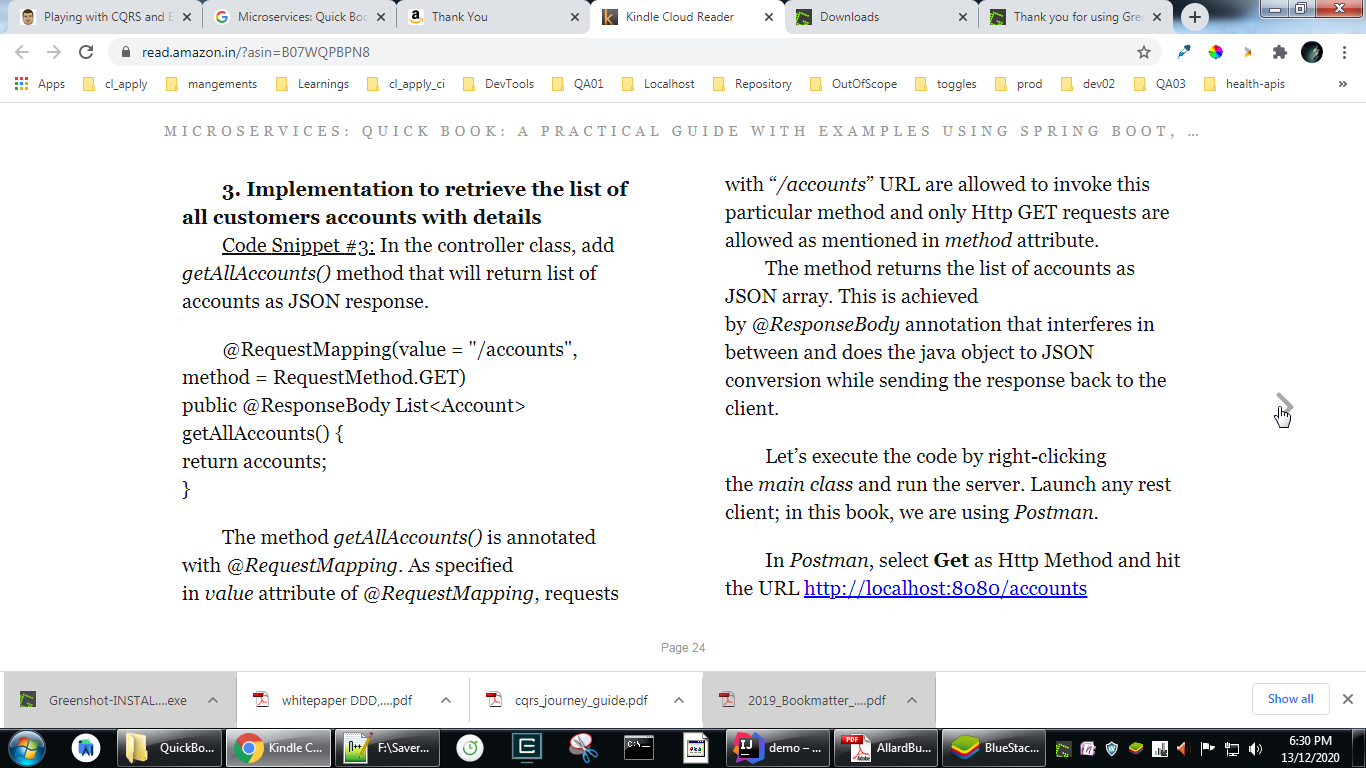 Playing with CQRS and E
Microservices: Quick Boo
Thank You
Kindle Cloud Reader
Downloads
Thank you for using Gre
read.amazon.in/?asin=B07WQPBPN8
Apps
cl_apply
mangements
Learnings
cl_apply_ci
DevTools
QA01
Localhost
Repository
OutOfScope
toggles
prod
dev02
QA03
health-apis
»
MICROSERVICES: QUICK BOOK: A PRACTICAL GUIDE WITH EXAMPLES USING SPRING BOOT, ...
3. Implementation to retrieve the list of
all customers accounts with details
Code Snippet #3: In the controller class, add
getAllAccounts() method that will return list of
accounts as JSON response.
@RequestMapping(value = "/accounts",
method = RequestMethod.GET)
public @ResponseBody List<Account>
getAllAccounts() {
return accounts;
}
The method getAllAccounts() is annotated
with @RequestMapping. As specified
in value attribute of @RequestMapping, requests
with “/accounts” URL are allowed to invoke this
particular method and only Http GET requests are
allowed as mentioned in method attribute.
The method returns the list of accounts as
JSON array. This is achieved
by @ResponseBody annotation that interferes in
between and does the java object to JSON
conversion while sending the response back to the
client.
Let’s execute the code by right-clicking
the main class and run the server. Launch any rest
client; in this book, we are using Postman.
In Postman, select Get as Http Method and hit
the URL http://localhost:8080/accounts
Page 24
Greenshot-INSTAL....exe
whitepaper DDD,....pdf
cqrs_journey_guide.pdf
2019_Bookmatter_....pdf
Show all
QuickBo...
Kindle C...
F:\Saver...
demo – ...
AllardBu...
BlueStac...
6:30 PM
13/12/2020